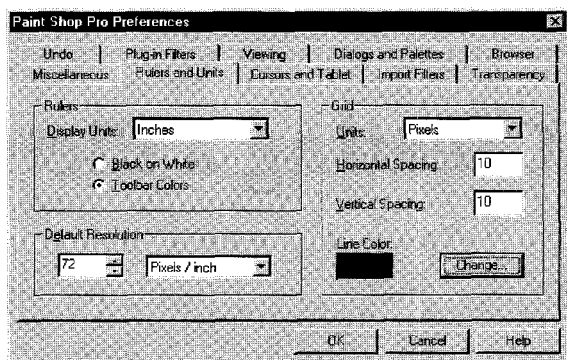 Paint Shop Pro Preferences
Undo Plug-in Filters Viewing Dialogs and Palettes Browser
Miscellaneous Rulers and Units Cursors and Tablet Import Filters Transparency
Rulers
Display Units: Inches
Black on White
Toolbar Colors
Default Resolution
72 Pixels / inch
Grid
Units: Pixels
Horizontal Spacing: 10
Vertical Spacing: 10
Line Color:
Change...
OK Cancel Help